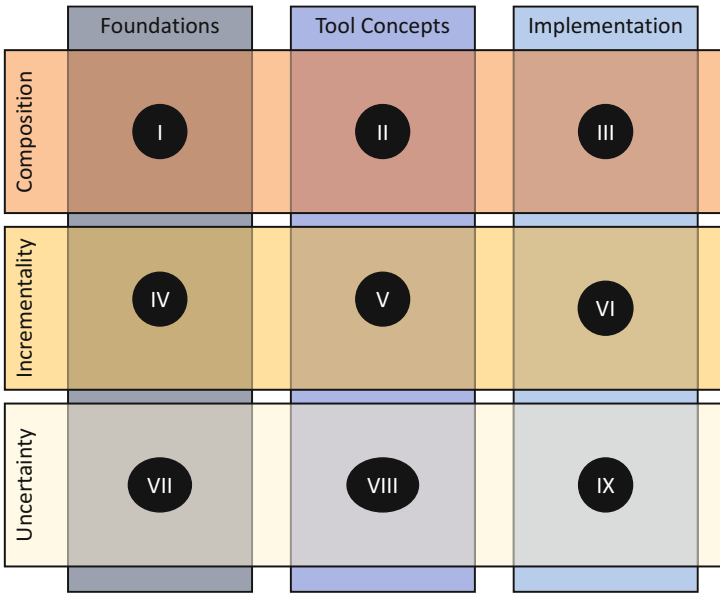 Foundations
Tool Concepts
Implementation
Composition
I
II
III
Incrementality
IV
V
VI
Uncertainty
VII
VIII
IX